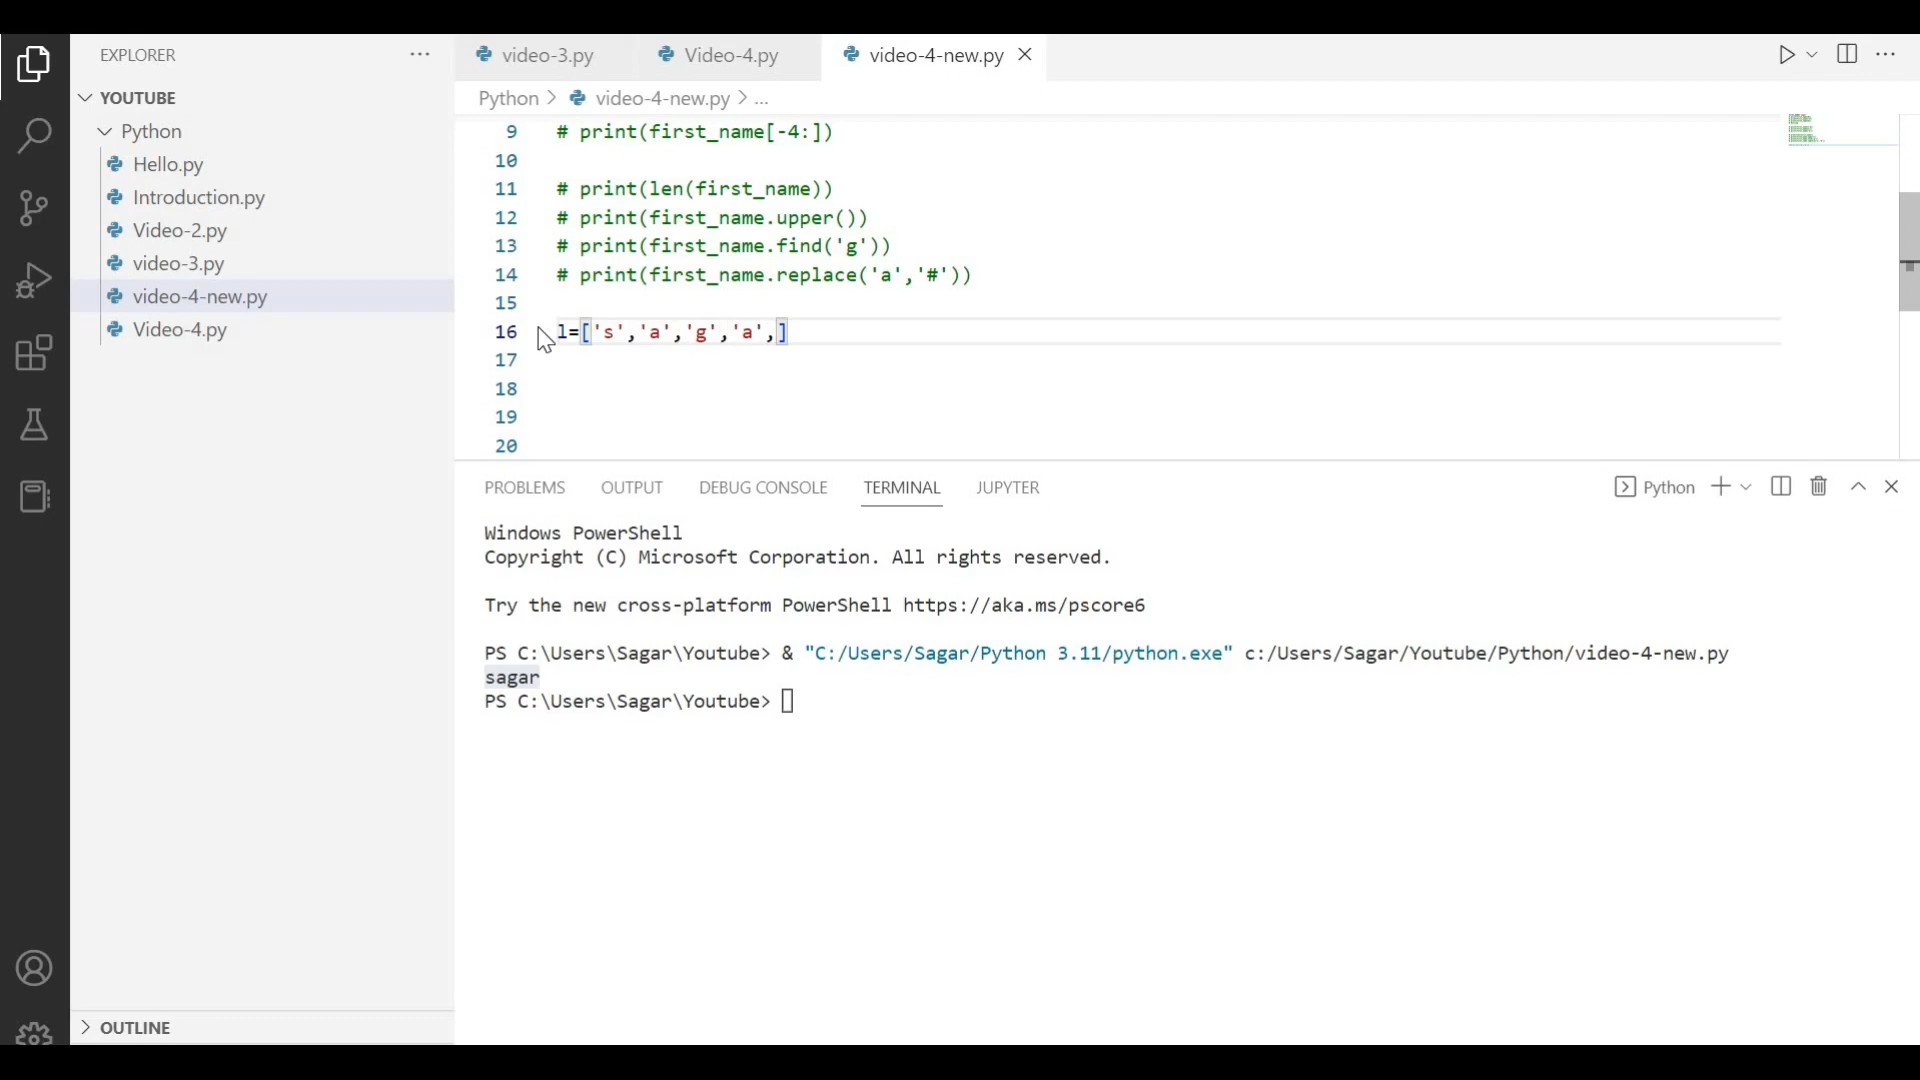 EXPLORER
YOUTUBE
Python
Hello.py
Introduction.py
Video-2.py
video-3.py
video-4-new.py
Video-4.py
OUTLINE
video-3.py Video-4.py video-4-new.py
Python > video-4-new.py > ...
9 # print(first_name[-4:])
10
11 # print(len(first_name))
12 # print(first_name.upper())
13 # print(first_name.find('g'))
14 # print(first_name.replace('a','#'))
15
16 l=['s','a','g','a',]
17
18
19
20
PROBLEMS OUTPUT DEBUG CONSOLE TERMINAL JUPYTER Python
Windows PowerShell
Copyright (C) Microsoft Corporation. All rights reserved.
Try the new cross-platform PowerShell https://aka.ms/pscore6
PS C:\Users\Sagar\Youtube> & "C:/Users/Sagar/Python 3.11/python.exe" c:/Users/Sagar/Youtube/Python/video-4-new.py
sagar
PS C:\Users\Sagar\Youtube>